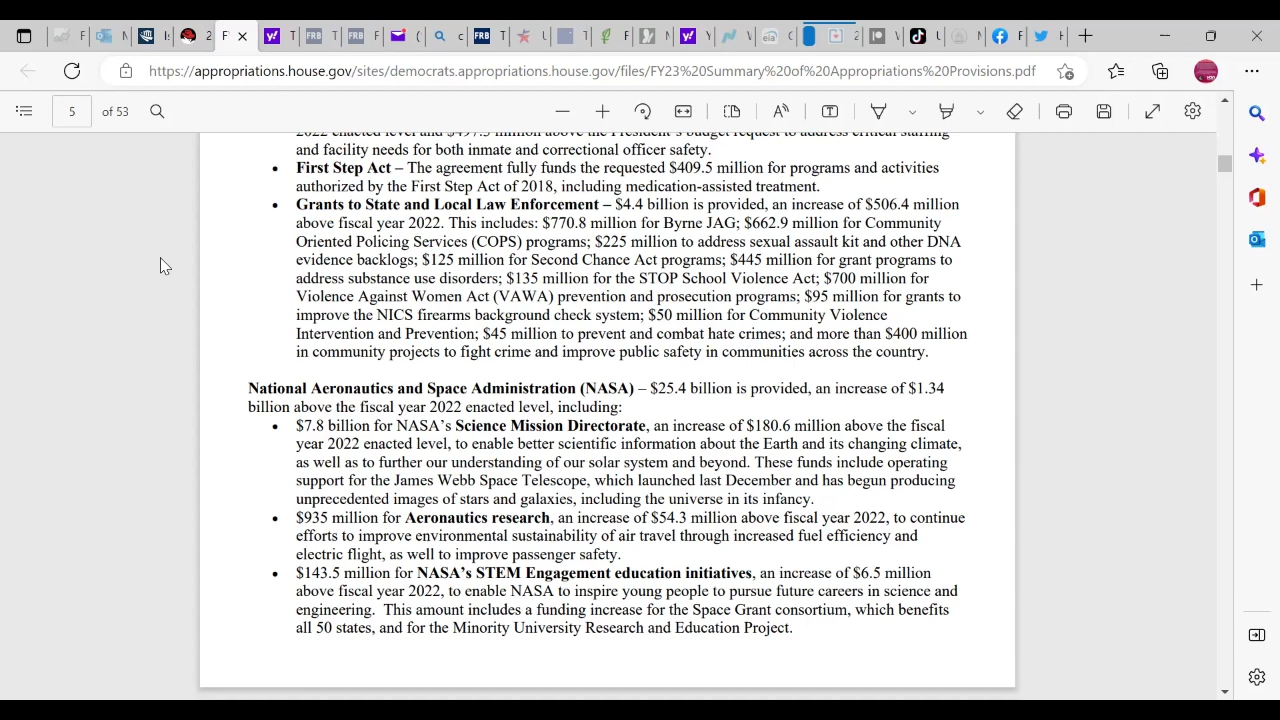 F
N
Is
2
F
T
FRB T
FRB F
(
c
FRB T
U
T
F
N
Y
V
eia C
2
V
U
N
F
H
https://appropriations.house.gov/sites/democrats.appropriations.house.gov/files/FY23%20Summary%20of%20Appropriations%20Provisions.pdf
5 of 53
and facility needs for both inmate and correctional officer safety.
• First Step Act – The agreement fully funds the requested $409.5 million for programs and activities
authorized by the First Step Act of 2018, including medication-assisted treatment.
• Grants to State and Local Law Enforcement – $4.4 billion is provided, an increase of $506.4 million
above fiscal year 2022. This includes: $770.8 million for Byrne JAG; $662.9 million for Community
Oriented Policing Services (COPS) programs; $225 million to address sexual assault kit and other DNA
evidence backlogs; $125 million for Second Chance Act programs; $445 million for grant programs to
address substance use disorders; $135 million for the STOP School Violence Act; $700 million for
Violence Against Women Act (VAWA) prevention and prosecution programs; $95 million for grants to
improve the NICS firearms background check system; $50 million for Community Violence
Intervention and Prevention; $45 million to prevent and combat hate crimes; and more than $400 million
in community projects to fight crime and improve public safety in communities across the country.
National Aeronautics and Space Administration (NASA) – $25.4 billion is provided, an increase of $1.34
billion above the fiscal year 2022 enacted level, including:
• $7.8 billion for NASA's Science Mission Directorate, an increase of $180.6 million above the fiscal
year 2022 enacted level, to enable better scientific information about the Earth and its changing climate,
as well as to further our understanding of our solar system and beyond. These funds include operating
support for the James Webb Space Telescope, which launched last December and has begun producing
unprecedented images of stars and galaxies, including the universe in its infancy.
• $935 million for Aeronautics research, an increase of $54.3 million above fiscal year 2022, to continue
efforts to improve environmental sustainability of air travel through increased fuel efficiency and
electric flight, as well to improve passenger safety.
• $143.5 million for NASA's STEM Engagement education initiatives, an increase of $6.5 million
above fiscal year 2022, to enable NASA to inspire young people to pursue future careers in science and
engineering. This amount includes a funding increase for the Space Grant consortium, which benefits
all 50 states, and for the Minority University Research and Education Project.